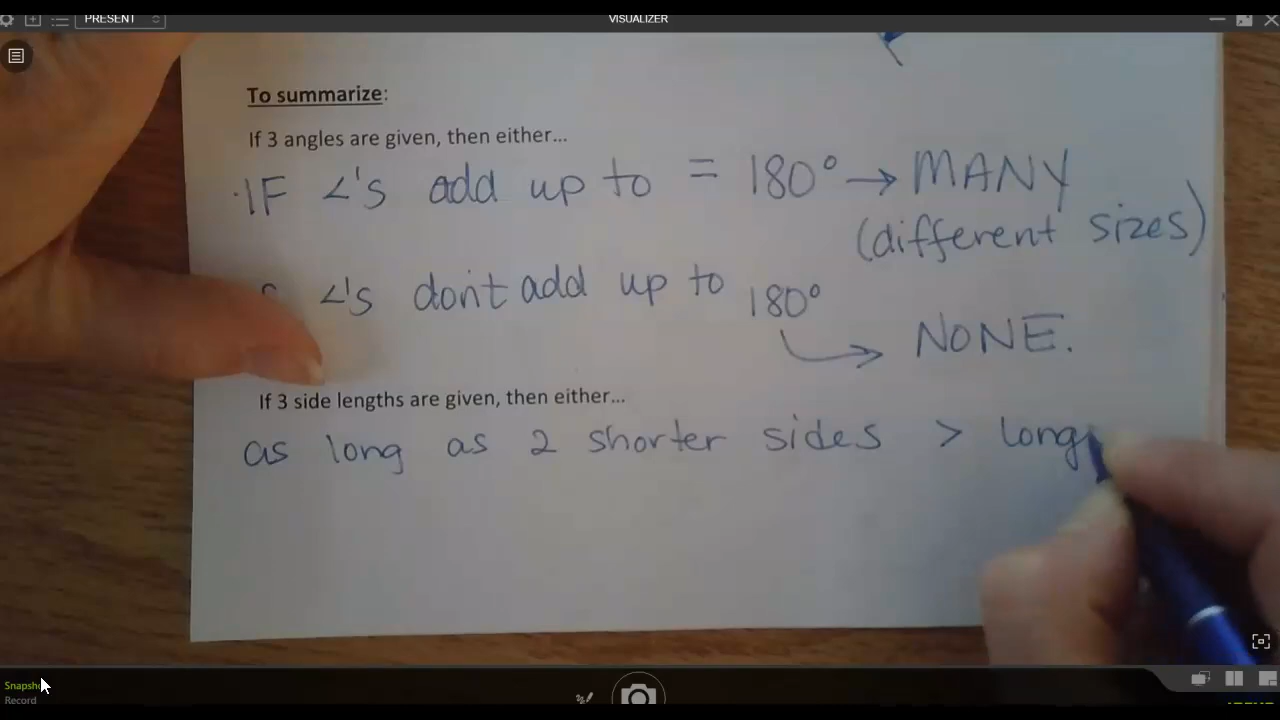 PRESENT
VISUALIZER
To summarize:
If 3 angles are given, then either...
·IF ∠'s add up to = 180° → MANY
(different sizes)
∠'s don't add up to 180°
→ NONE.
If 3 side lengths are given, then either...
as long as 2 shorter sides > long
Snapsho
Record